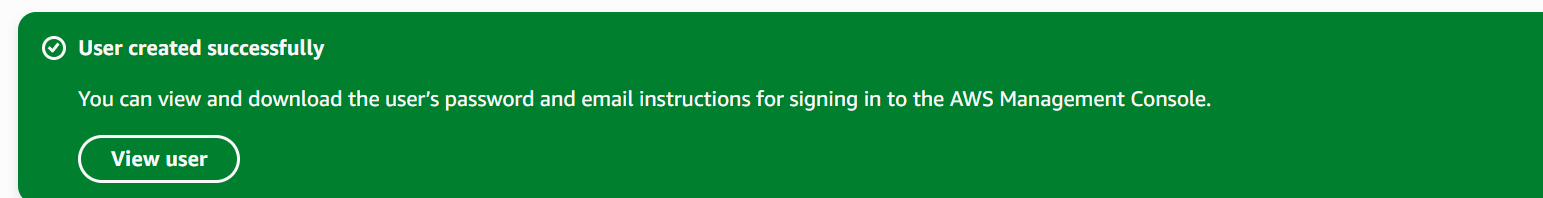 User created successfully
You can view and download the user’s password and email instructions for signing in to the AWS Management Console.
View user